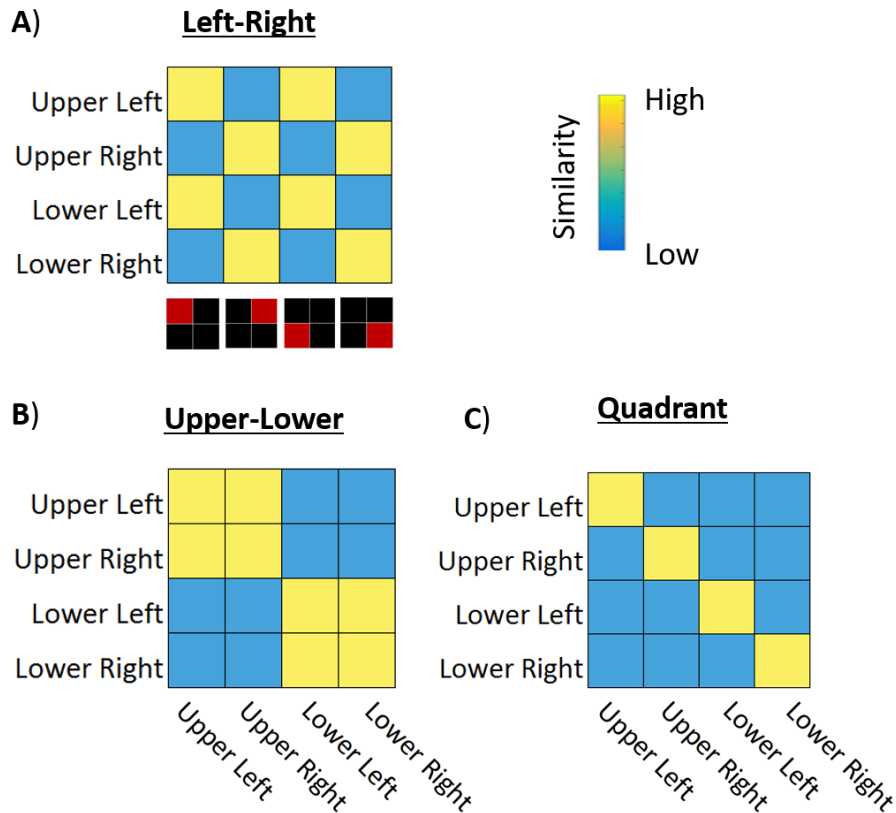 A) Left-Right
Upper Left
Upper Right
Lower Left
Lower Right
High
Similarity
Low
B) Upper-Lower
Upper Left
Upper Right
Lower Left
Lower Right
Upper Left
Upper Right
Lower Left
Lower Right
C) Quadrant
Upper Left
Upper Right
Lower Left
Lower Right
Upper Left
Upper Right
Lower Left
Lower Right